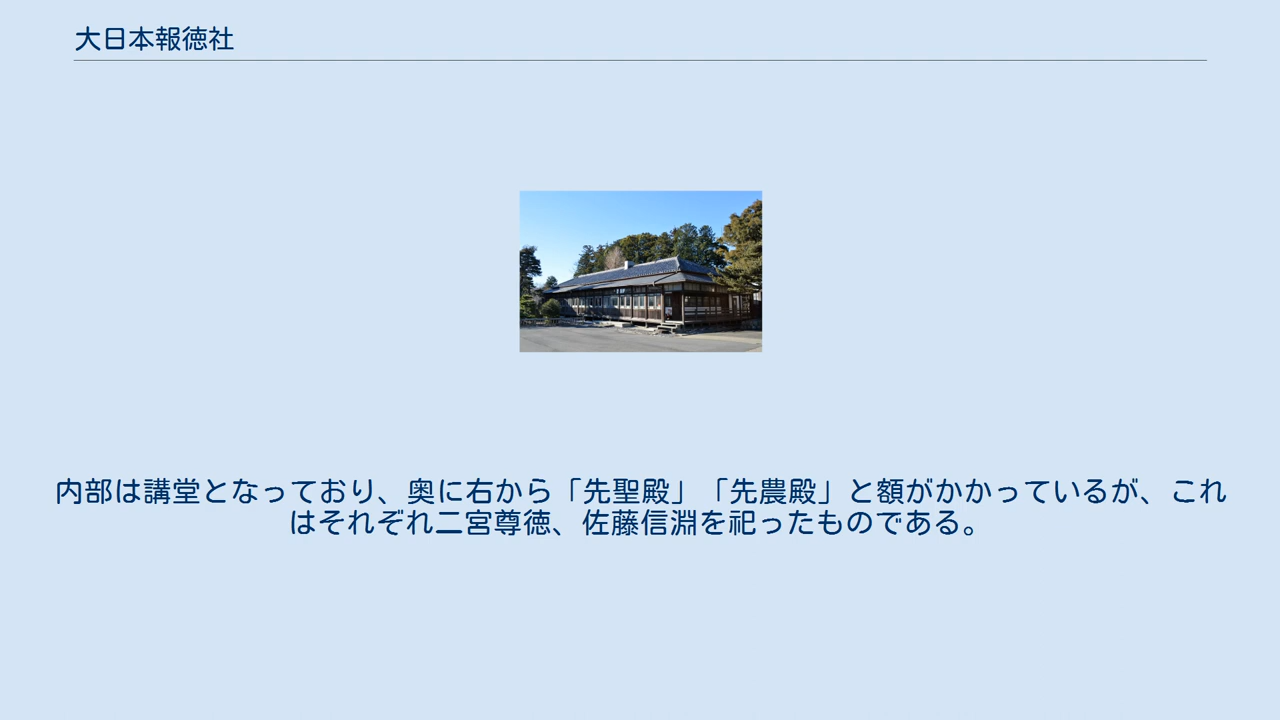 大日本報徳社
内部は講堂となっており、奥に右から「先聖殿」「先農殿」と額がかかっているが、これ
はそれぞれ二宮尊徳、佐藤信淵を祀ったものである。